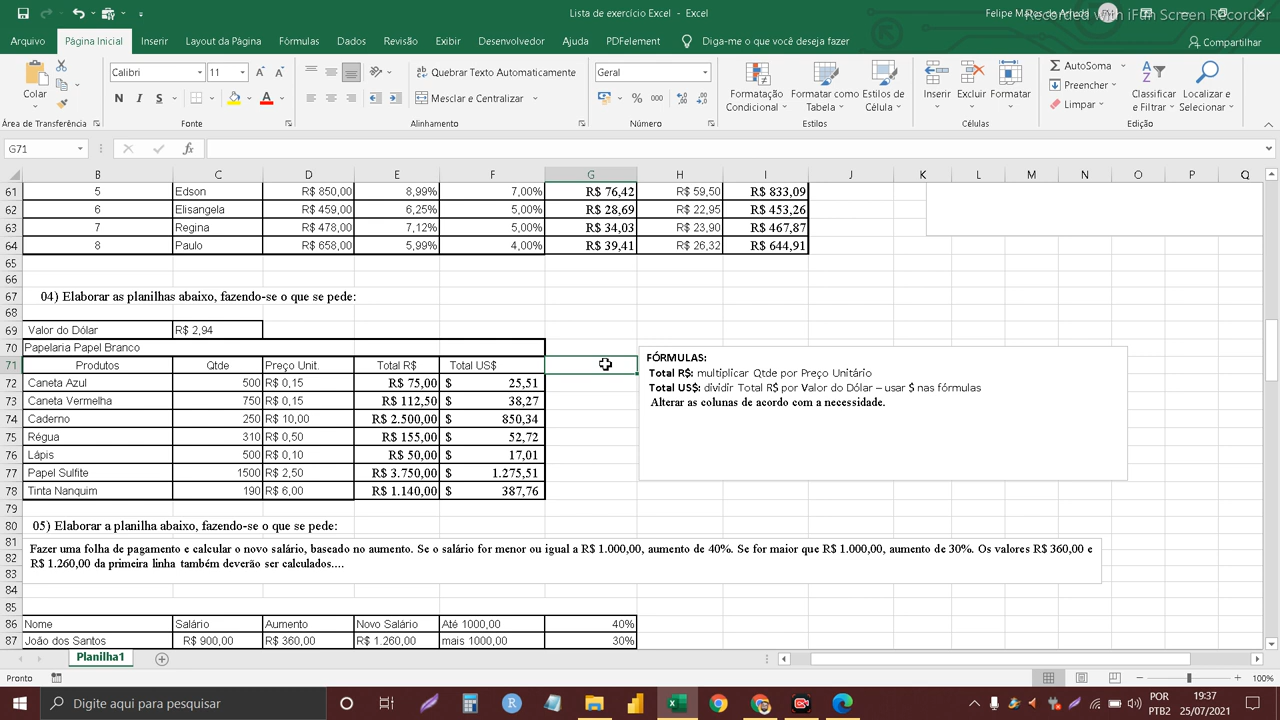 Lista de exercício Excel - Excel
Recorded with iFun Screen Recorder
Arquivo Página Inicial Inserir Layout da Página Fórmulas Dados Revisão Exibir Desenvolvedor Ajuda PDFelement Diga-me o que você deseja fazer Compartilhar
Colar Calibri 11 Quebrar Texto Automaticamente Geral Formatação Condicional Formatar como Tabela Estilos de Célula Inserir Excluir Formatar AutoSoma Classificar e Filtrar Localizar e Selecionar
N I S Mesclar e Centralizar % 000 Preencher
Limpar
Área de Transferência Fonte Alinhamento Número Estilos Células Edição
G71 fx
B C D E F G H I J K L M N O P Q
61 5 Edson R$ 850,00 8,99% 7,00% R$ 76,42 R$ 59,50 R$ 833,09
62 6 Elisangela R$ 459,00 6,25% 5,00% R$ 28,69 R$ 22,95 R$ 453,26
63 7 Regina R$ 478,00 7,12% 5,00% R$ 34,03 R$ 23,90 R$ 467,87
64 8 Paulo R$ 658,00 5,99% 4,00% R$ 39,41 R$ 26,32 R$ 644,91
65
66
67 04) Elaborar as planilhas abaixo, fazendo-se o que se pede:
68
69 Valor do Dólar R$ 2,94
70 Papelaria Papel Branco
71 Produtos Qtde Preço Unit. Total R$ Total US$
72 Caneta Azul 500 R$ 0,15 R$ 75,00 $ 25,51
73 Caneta Vermelha 750 R$ 0,15 R$ 112,50 $ 38,27
74 Caderno 250 R$ 10,00 R$ 2.500,00 $ 850,34
75 Régua 310 R$ 0,50 R$ 155,00 $ 52,72
76 Lápis 500 R$ 0,10 R$ 50,00 $ 17,01
77 Papel Sulfite 1500 R$ 2,50 R$ 3.750,00 $ 1.275,51
78 Tinta Nanquim 190 R$ 6,00 R$ 1.140,00 $ 387,76
FÓRMULAS:
Total R$: multiplicar Qtde por Preço Unitário
Total US$: dividir Total R$ por Valor do Dólar – usar $ nas fórmulas
Alterar as colunas de acordo com a necessidade.
79
80 05) Elaborar a planilha abaixo, fazendo-se o que se pede:
81
82
83
Fazer uma folha de pagamento e calcular o novo salário, baseado no aumento. Se o salário for menor ou igual a R$ 1.000,00, aumento de 40%. Se for maior que R$ 1.000,00, aumento de 30%. Os valores R$ 360,00 e
R$ 1.260,00 da primeira linha também deverão ser calculados....
84
85
86 Nome Salário Aumento Novo Salário Até 1000,00 40%
87 João dos Santos R$ 900,00 R$ 360,00 R$ 1.260,00 mais 1000,00 30%
Planilha1
Pronto 100%
Digite aqui para pesquisar
POR
PTB2
19:37
25/07/2021